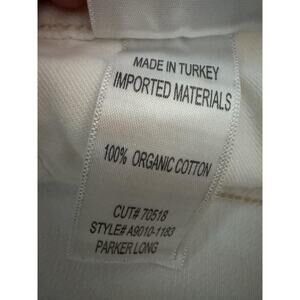 MADE IN TURKEY
IMPORTED MATERIALS
100% ORGANIC COTTON
CUT# 70518
STYLE# A9010-1183
PARKER LONG